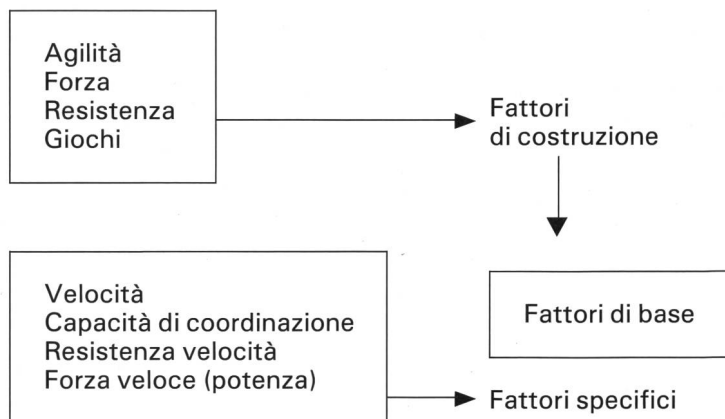 Agilità
Forza
Resistenza
Giochi
Fattori
di costruzione
Velocità
Capacità di coordinazione
Resistenza velocità
Forza veloce (potenza)
Fattori di base
Fattori specifici